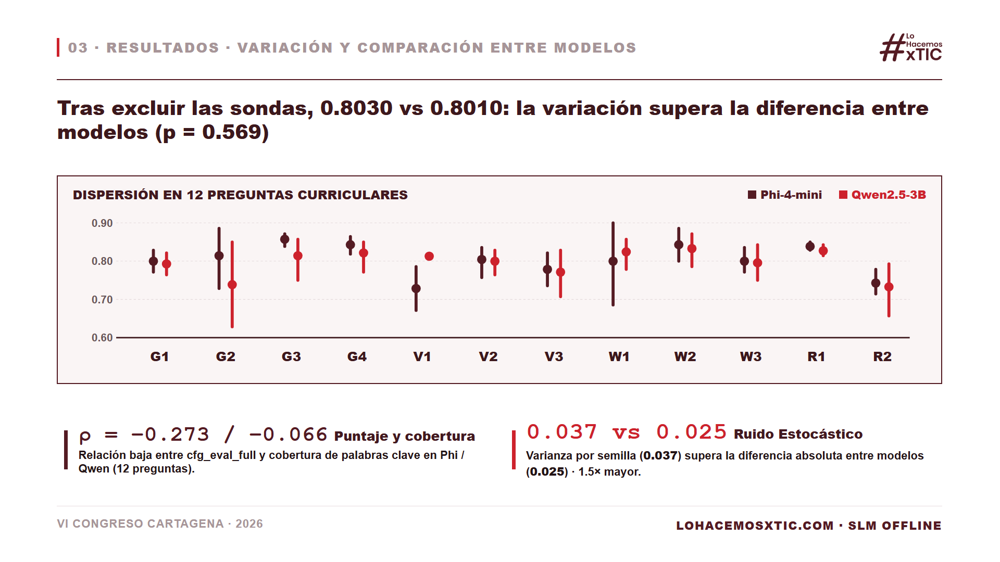 03 · RESULTADOS · VARIACIÓN Y COMPARACIÓN ENTRE MODELOS
#Lo
Hacemos
xTIC
Tras excluir las sondas, 0.8030 vs 0.8010: la variación supera la diferencia entre
modelos (p = 0.569)
DISPERSIÓN EN 12 PREGUNTAS CURRICULARES
Phi-4-mini
Qwen2.5-3B
0.90
0.80
0.70
0.60
G1 G2 G3 G4 V1 V2 V3 W1 W2 W3 R1 R2
ρ = −0.273 / −0.066 Puntaje y cobertura
Relación baja entre cfg_eval_full y cobertura de palabras clave en Phi /
Qwen (12 preguntas).
0.037 vs 0.025 Ruido Estocástico
Varianza por semilla (0.037) supera la diferencia absoluta entre modelos
(0.025) · 1.5× mayor.
VI CONGRESO CARTAGENA · 2026
LOHACEMOSXTIC.COM · SLM OFFLINE